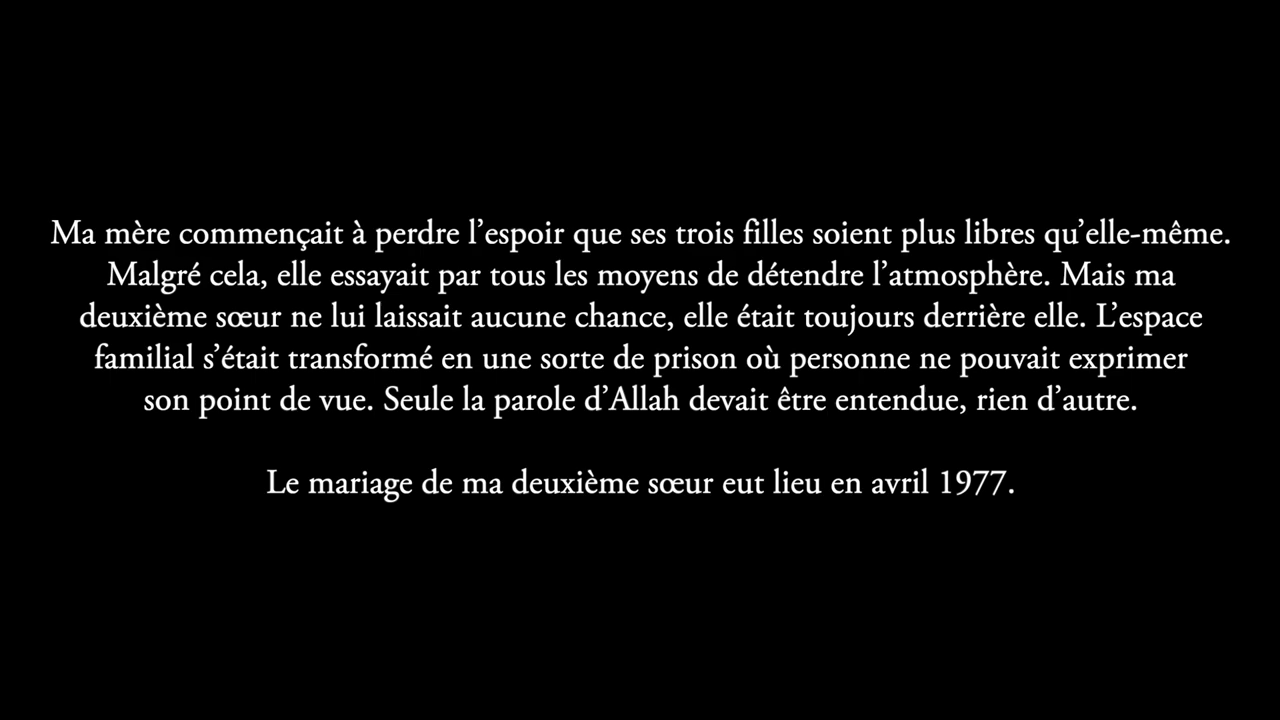 Ma mère commençait à perdre l’espoir que ses trois filles soient plus libres qu’elle-même.
Malgré cela, elle essayait par tous les moyens de détendre l’atmosphère. Mais ma
deuxième sœur ne lui laissait aucune chance, elle était toujours derrière elle. L’espace
familial s’était transformé en une sorte de prison où personne ne pouvait exprimer
son point de vue. Seule la parole d’Allah devait être entendue, rien d’autre.
Le mariage de ma deuxième sœur eut lieu en avril 1977.